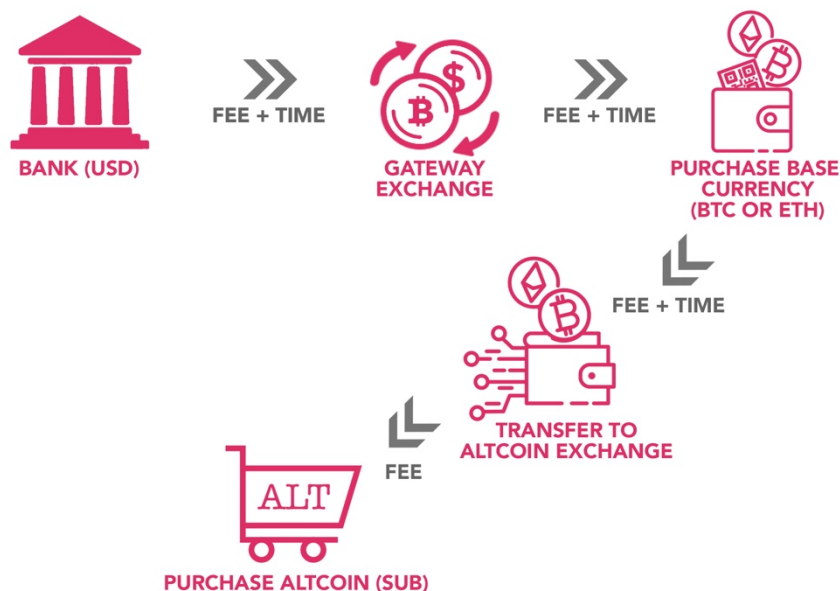 FEE + TIME
FEE + TIME
BANK (USD)
GATEWAY
EXCHANGE
PURCHASE BASE
CURRENCY
(BTC OR ETH)
FEE + TIME
TRANSFER TO
ALTCOIN EXCHANGE
FEE
ALT
PURCHASE ALTCOIN (SUB)